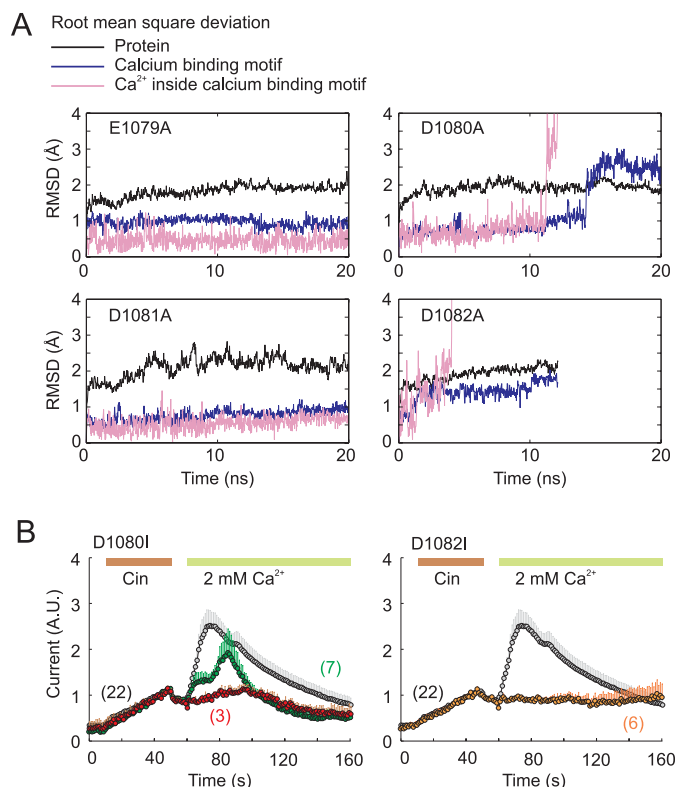 A
Root mean square deviation
Protein
Calcium binding motif
Ca2+ inside calcium binding motif
E1079A
D1080A
RMSD (Å)
4
3
2
1
0
0
10
20
4
3
2
1
0
0
10
20
D1081A
D1082A
RMSD (Å)
4
3
2
1
0
0
10
20
Time (ns)
4
3
2
1
0
0
10
20
Time (ns)
B
D1080I
D1082I
Cin
2 mM Ca2+
Cin
2 mM Ca2+
Current (A.U.)
4
3
2
1
0
(22)
(7)
(3)
0
40
80
120
160
Time (s)
4
3
2
1
0
(22)
(6)
0
40
80
120
160
Time (s)